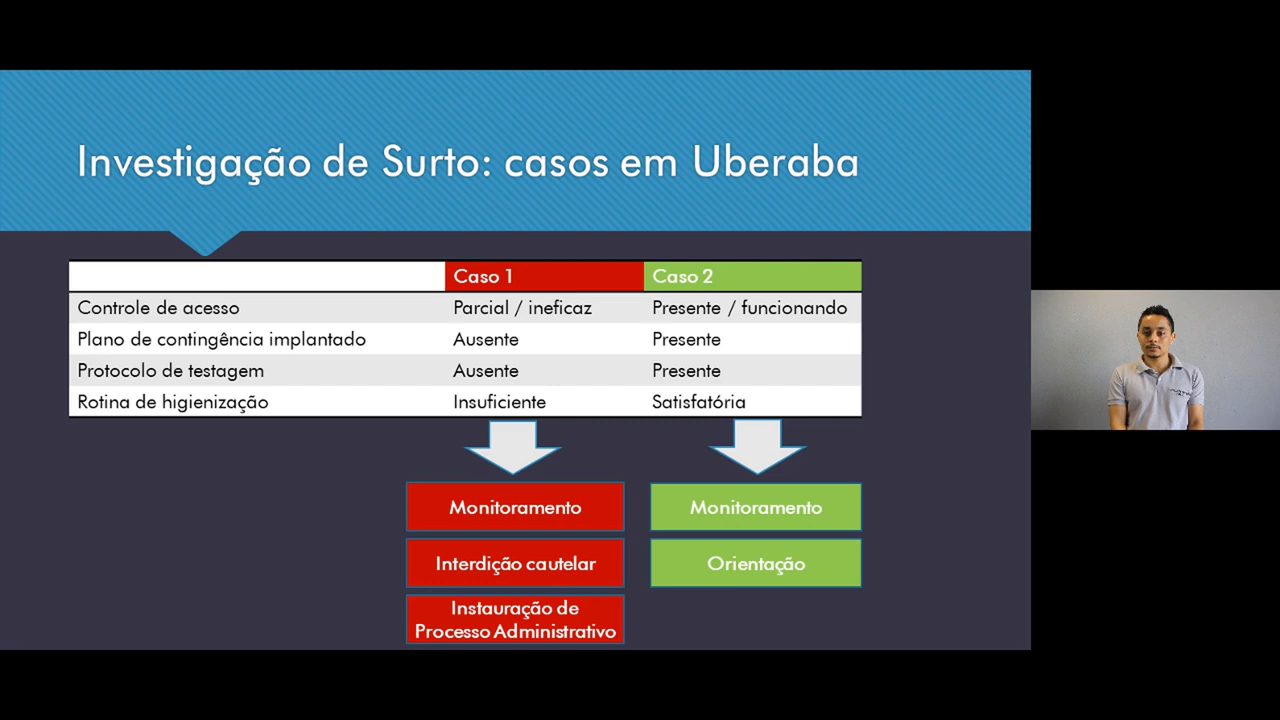 Investigação de Surto: casos em Uberaba
Caso 1 Caso 2
Controle de acesso Parcial / ineficaz Presente / funcionando
Plano de contingência implantado Ausente Presente
Protocolo de testagem Ausente Presente
Rotina de higienização Insuficiente Satisfatória
Monitoramento Monitoramento
Interdição cautelar Orientação
Instauração de
Processo Administrativo